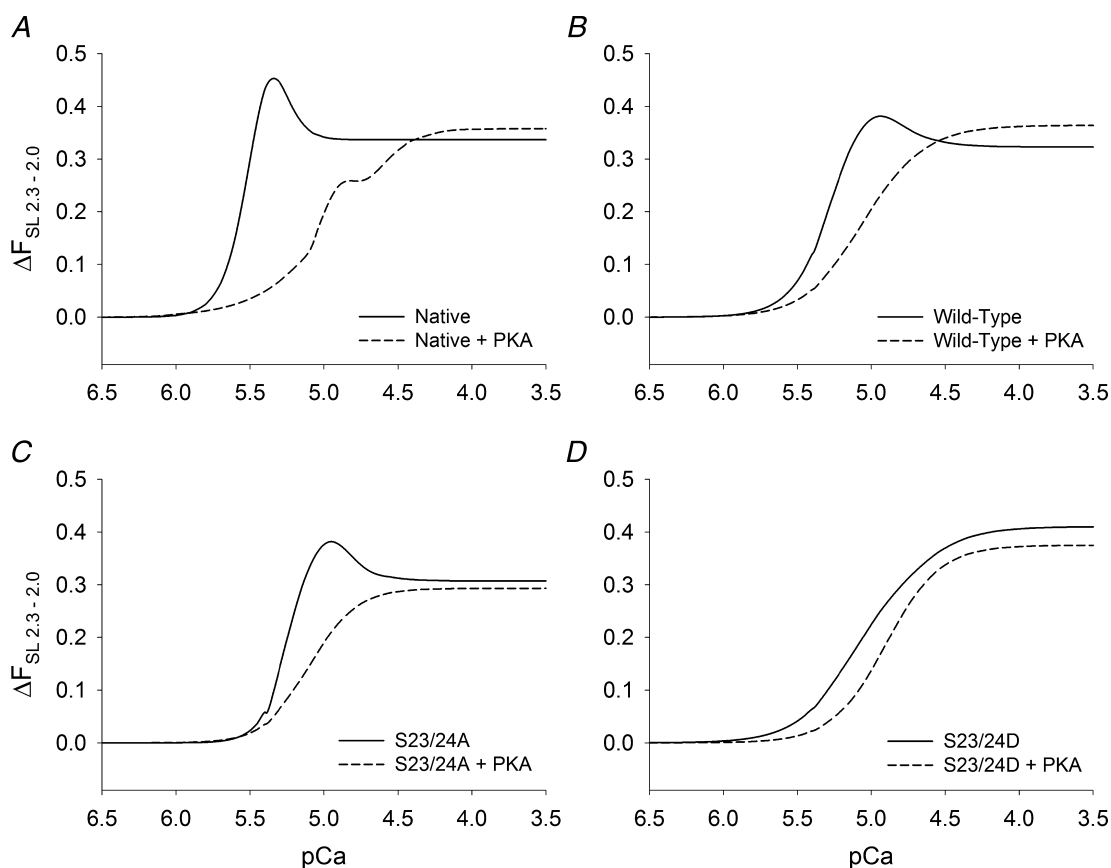 A
B
0.5
0.4
0.3
0.2
0.1
0.0
ΔF SL 2.3 - 2.0
Native
Native + PKA
6.5 6.0 5.5 5.0 4.5 4.0 3.5
0.5
0.4
0.3
0.2
0.1
0.0
Wild-Type
Wild-Type + PKA
6.5 6.0 5.5 5.0 4.5 4.0 3.5
C
D
0.5
0.4
0.3
0.2
0.1
0.0
ΔF SL 2.3 - 2.0
S23/24A
S23/24A + PKA
6.5 6.0 5.5 5.0 4.5 4.0 3.5
pCa
0.5
0.4
0.3
0.2
0.1
0.0
S23/24D
S23/24D + PKA
6.5 6.0 5.5 5.0 4.5 4.0 3.5
pCa